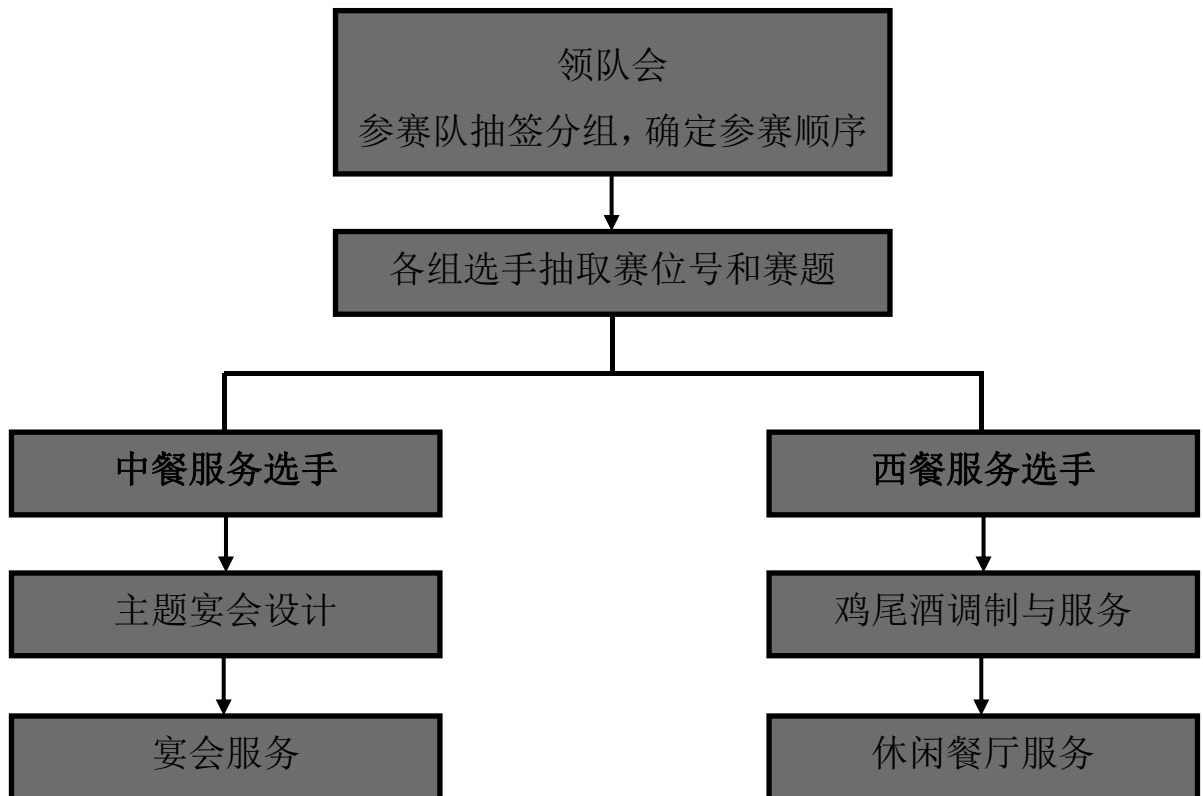 领队会
参赛队抽签分组，确定参赛顺序
各组选手抽取赛位号和赛题
中餐服务选手
西餐服务选手
主题宴会设计
鸡尾酒调制与服务
宴会服务
休闲餐厅服务